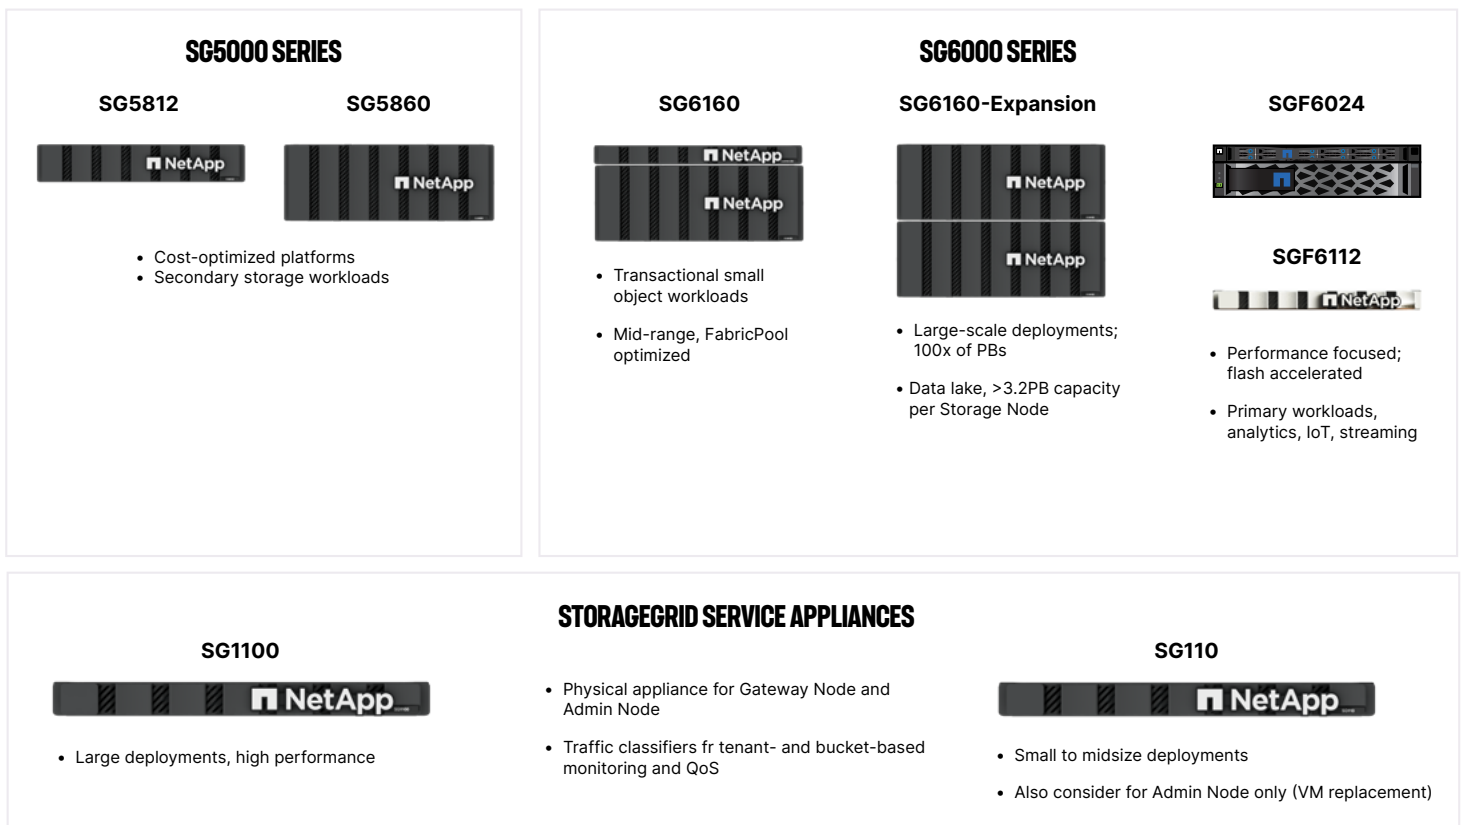 SG5000 SERIES
SG5812
SG5860
NetApp
NetApp
• Cost-optimized platforms
• Secondary storage workloads
SG6000 SERIES
SG6160
NetApp
NetApp
• Transactional small
object workloads
• Mid-range, FabricPool
optimized
SG6160-Expansion
NetApp
NetApp
• Large-scale deployments;
100x of PBs
• Data lake, >3.2PB capacity
per Storage Node
SGF6024
SGF6112
NetApp
• Performance focused;
flash accelerated
• Primary workloads,
analytics, IoT, streaming
STORAGEGRID SERVICE APPLIANCES
SG1100
NetApp
• Large deployments, high performance
• Physical appliance for Gateway Node and
Admin Node
• Traffic classifiers fr tenant- and bucket-based
monitoring and QoS
SG110
NetApp
• Small to midsize deployments
• Also consider for Admin Node only (VM replacement)